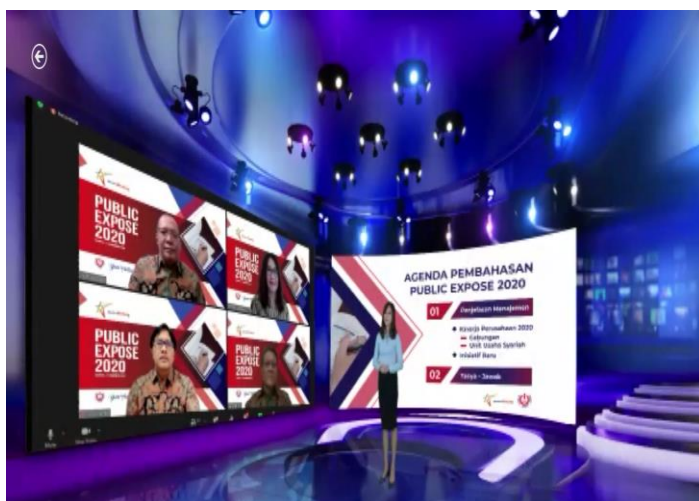 PUBLIC
EXPOSE
2020
PUBLIC
EXPOSE
2020
PUBLIC
EXPOSE
2020
PUBLIC
EXPOSE
2020
AGENDA PEMBAHASAN
PUBLIC EXPOSE 2020
01 Penjelasan Manajemen
Kinerja Perusahaan 2020
Gabungan
Unit Usaha Syariah
Inisiatif Baru
02 Tanya - Jawab